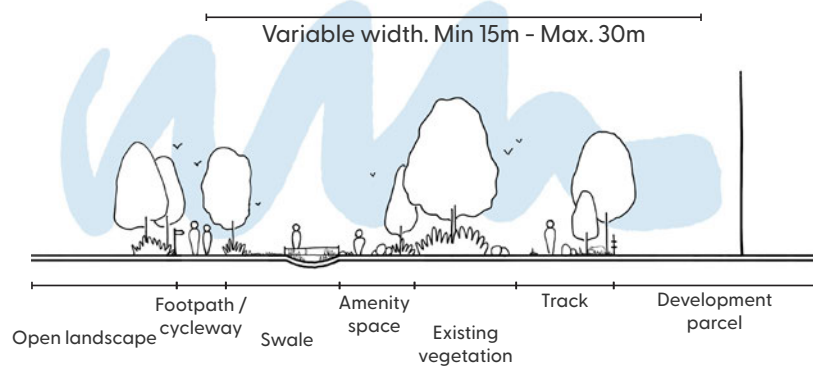 Variable width. Min 15m - Max. 30m
Open landscape
Footpath /
cycleway
Swale
Amenity
space
Existing
vegetation
Track
Development
parcel